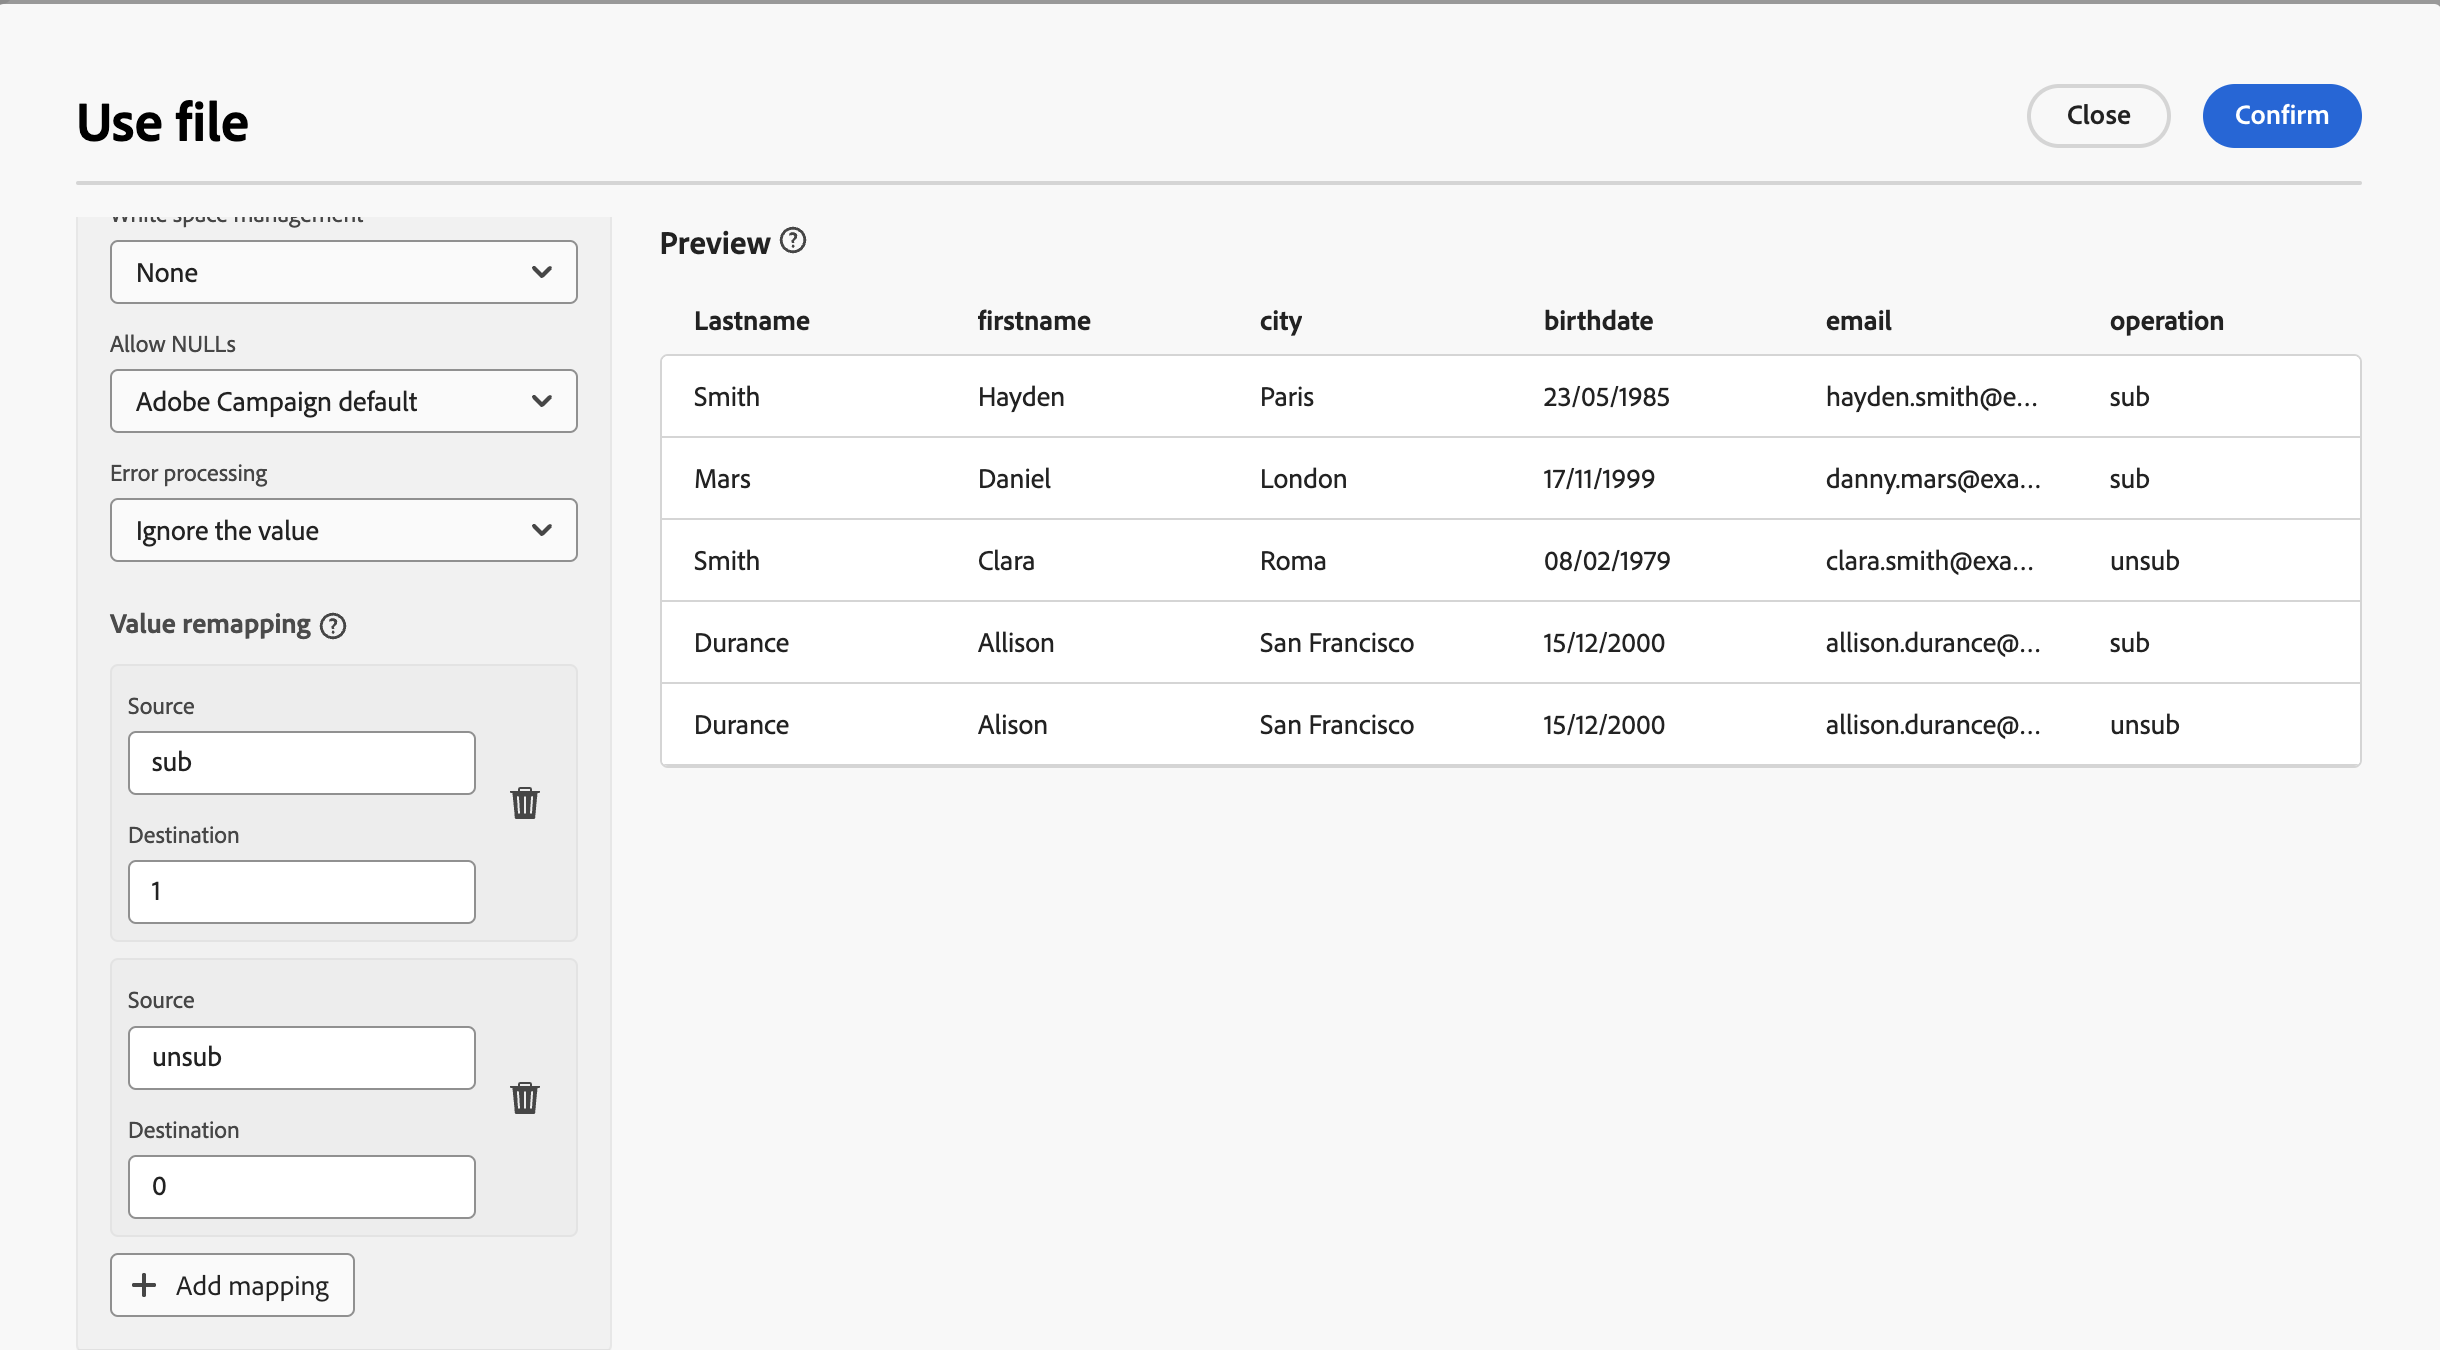 Use file
Close
Confirm
White space management
None
Allow NULLs
Adobe Campaign default
Error processing
Ignore the value
Value remapping
Source
sub
Destination
1
Source
unsub
Destination
0
Add mapping
Preview
Lastname firstname city birthdate email operation
Smith Hayden Paris 23/05/1985 hayden.smith@e... sub
Mars Daniel London 17/11/1999 danny.mars@exa... sub
Smith Clara Roma 08/02/1979 clara.smith@exa... unsub
Durance Allison San Francisco 15/12/2000 allison.durance@... sub
Durance Alison San Francisco 15/12/2000 allison.durance@... unsub